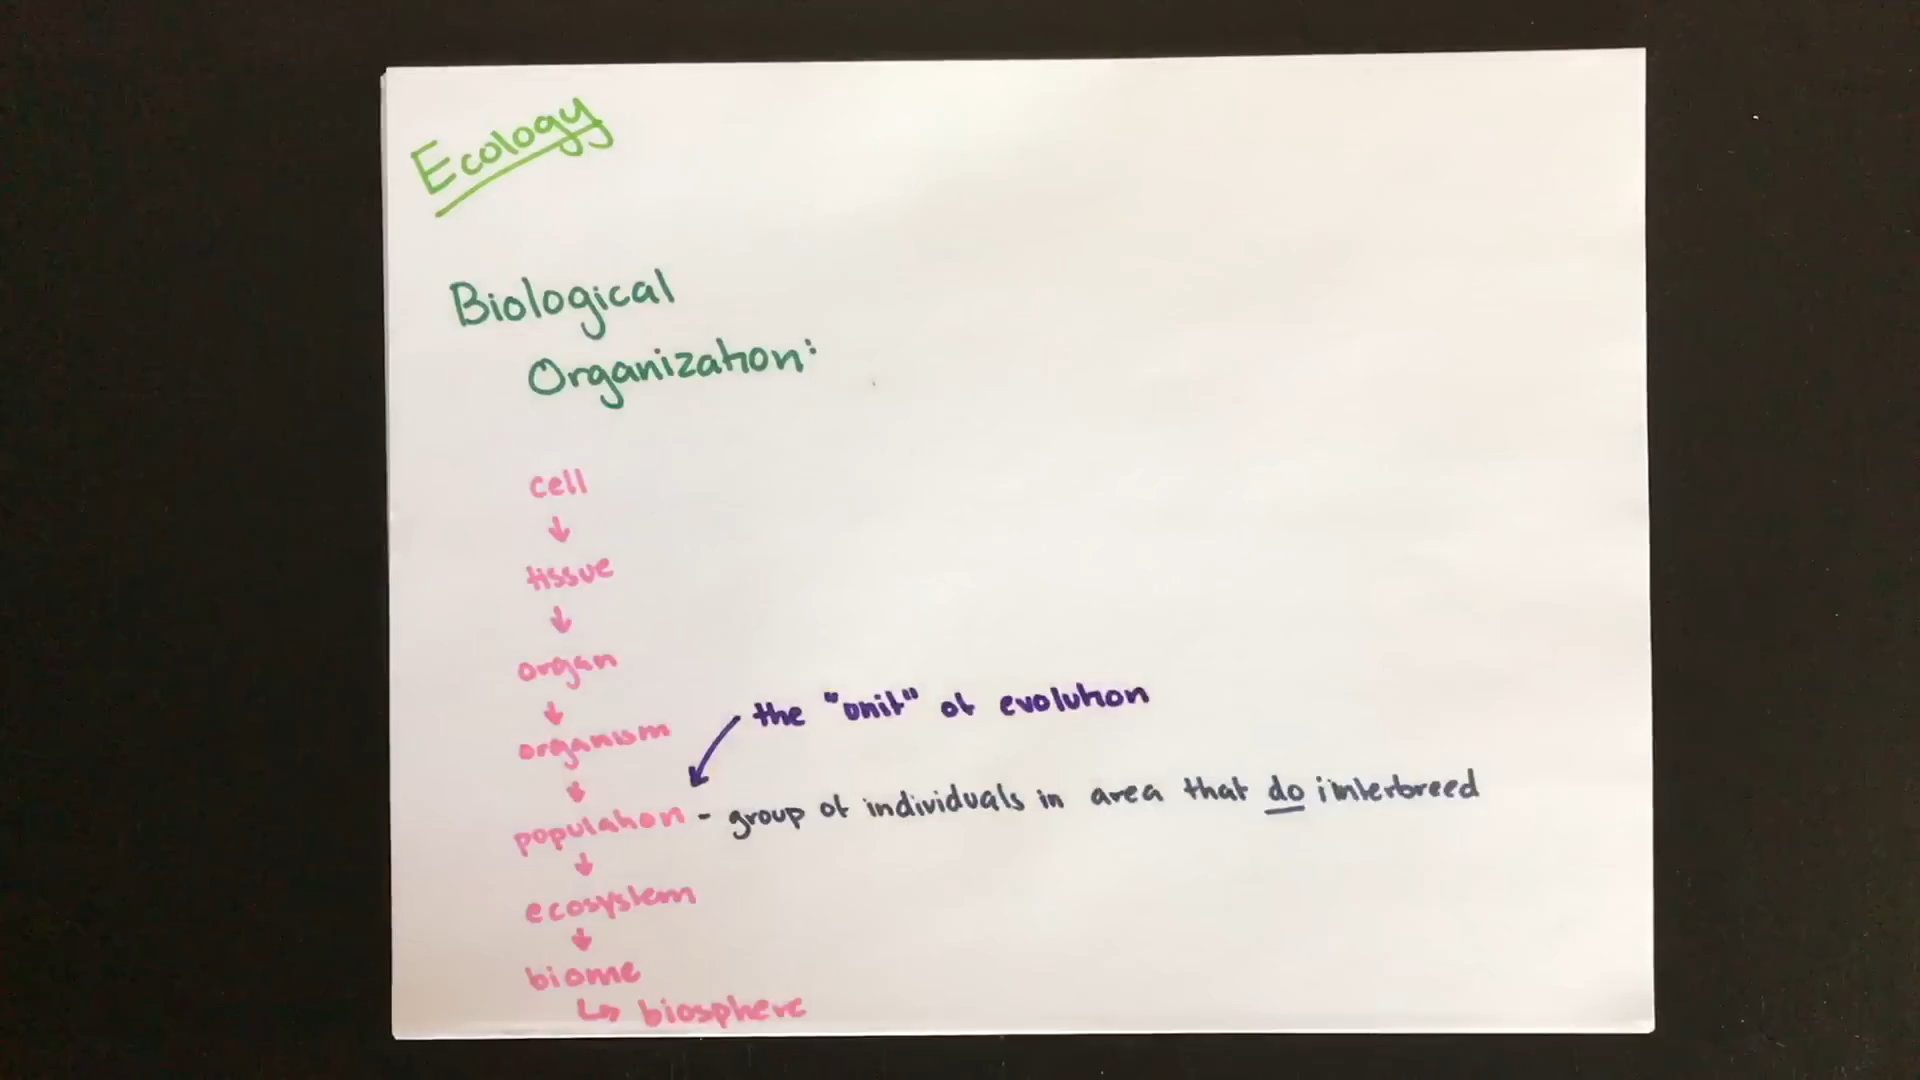 Ecology
Biological
Organization:
cell
↓
tissue
↓
organ
↓
organism
↓
the "unit" of evolution
population - group of individuals in area that do interbreed
↓
ecosystem
↓
biome
↳ biosphere